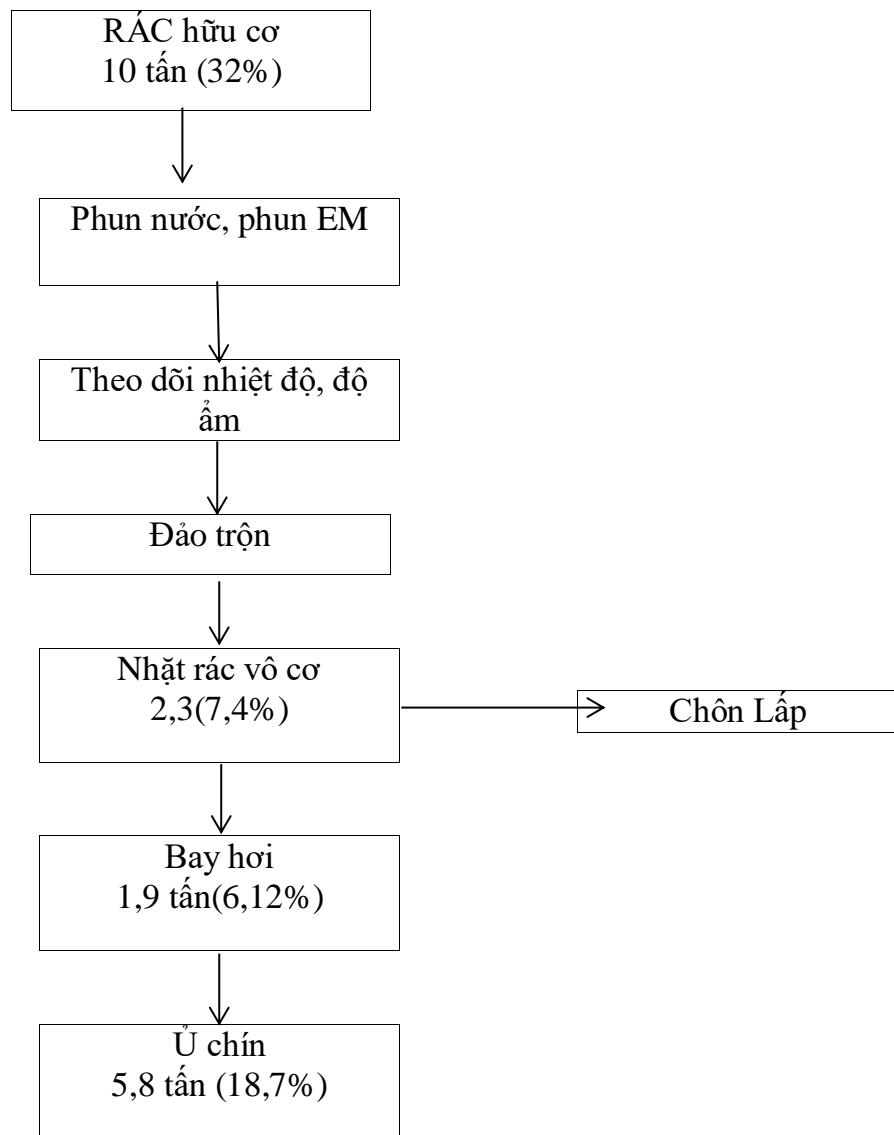 RÁC hữu cơ
10 tấn (32%)
Phun nước, phun EM
Theo dõi nhiệt độ, độ
ẩm
Đảo trộn
Nhặt rác vô cơ
2,3(7,4%)
Chôn Lấp
Bay hơi
1,9 tấn(6,12%)
Ủ chín
5,8 tấn (18,7%)